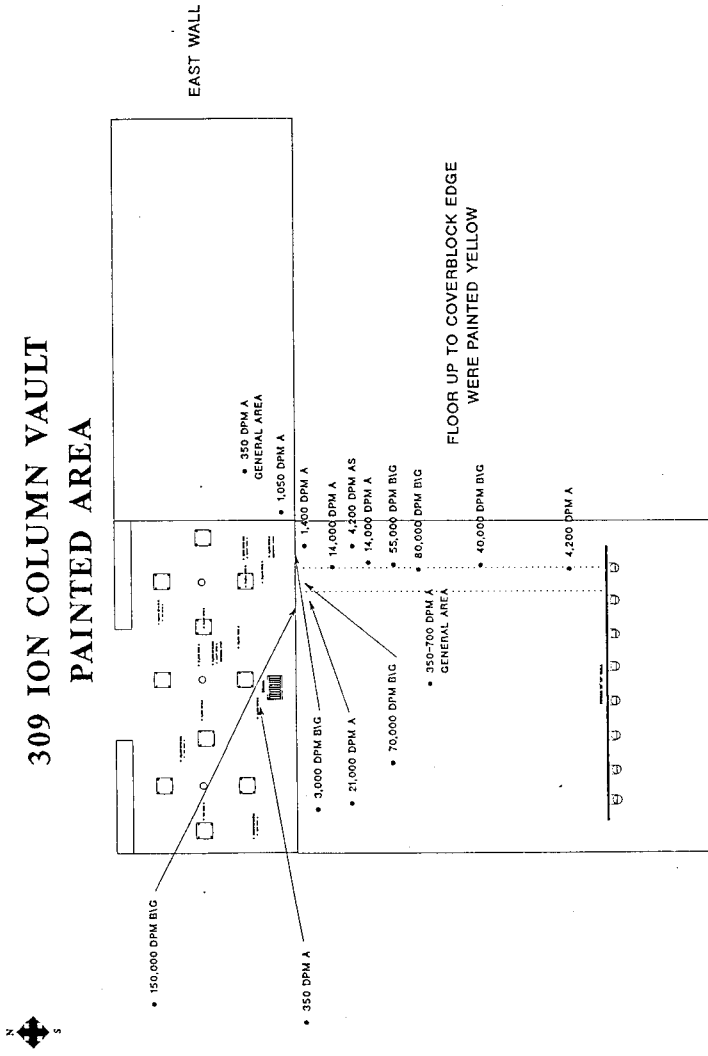 309 ION COLUMN VAULT
PAINTED AREA
N
S
EAST WALL
• 150,000 DPM B\G
• 350 DPM A
• 350 DPM A
GENERAL AREA
• 1,050 DPM A
• 1,400 DPM A
• 14,000 DPM A
• 4,200 DPM AS
• 14,000 DPM A
• 55,000 DPM B\G
• 80,000 DPM B\G
• 40,000 DPM B\G
• 4,200 DPM A
• 3,000 DPM B\G
• 21,000 DPM A
• 70,000 DPM B\G
• 350-700 DPM A
GENERAL AREA
FLOOR UP TO COVERBLOCK EDGE
WERE PAINTED YELLOW